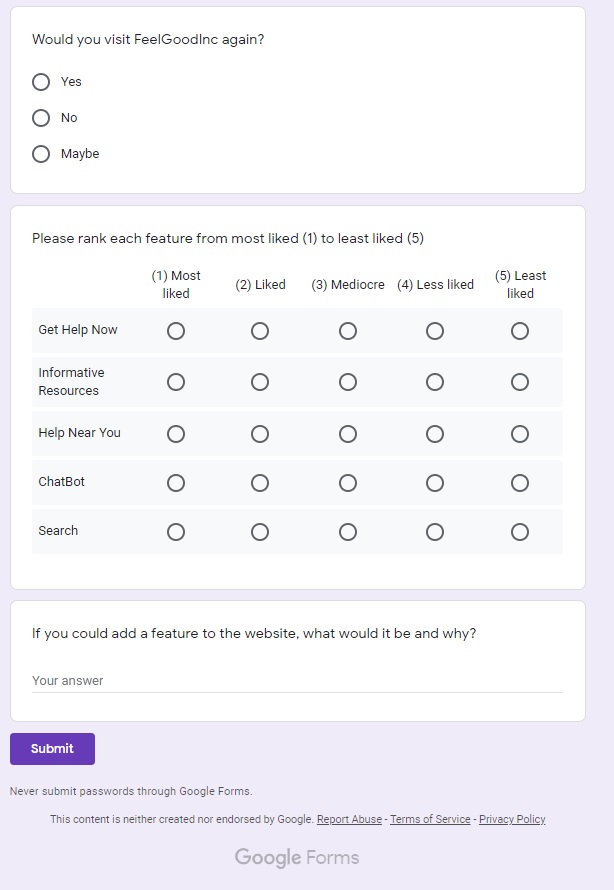 Would you visit FeelGoodInc again?
Yes
No
Maybe
Please rank each feature from most liked (1) to least liked (5)
(1) Most liked (2) Liked (3) Mediocre (4) Less liked (5) Least liked
Get Help Now
Informative
Resources
Help Near You
ChatBot
Search
If you could add a feature to the website, what would it be and why?
Your answer
Submit
Never submit passwords through Google Forms.
This content is neither created nor endorsed by Google. Report Abuse - Terms of Service - Privacy Policy
Google Forms